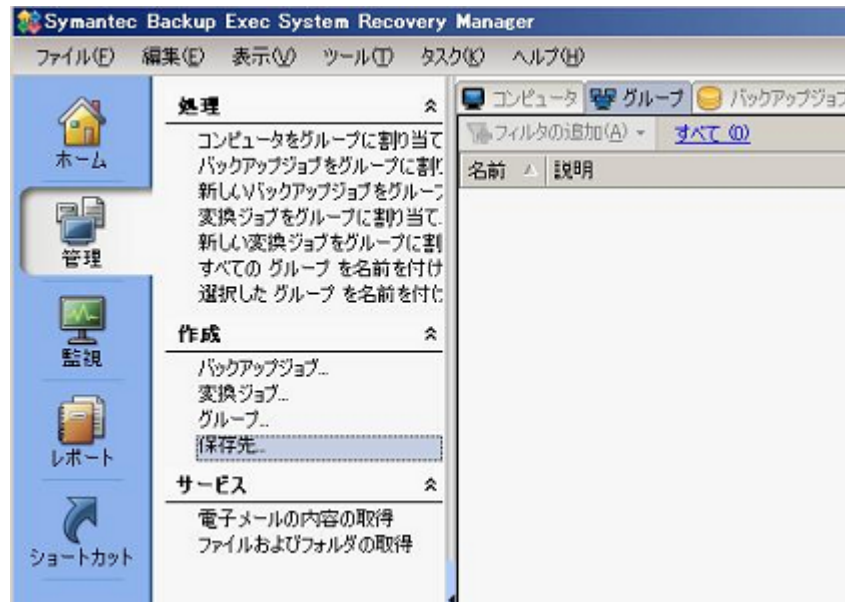 Symantec Backup Exec System Recovery Manager
ファイル(F) 編集(E) 表示(V) ツール(T) タスク(K) ヘルプ(H)
ホーム
管理
監視
レポート
ショートカット
処理
コンピュータをグループに割り当て
バックアップジョブをグループに割
新しいバックアップジョブをグルー
変換ジョブをグループに割り当て
新しい変換ジョブをグループに割
すべての グループ を名前を付け
選択した グループ を名前を付け
作成
バックアップジョブ...
変換ジョブ...
グループ...
保存先...
サービス
電子メールの内容の取得
ファイルおよびフォルダの取得
コンピュータ グループ バックアップジョブ
フィルタの追加(A) すべて (0)
名前 説明